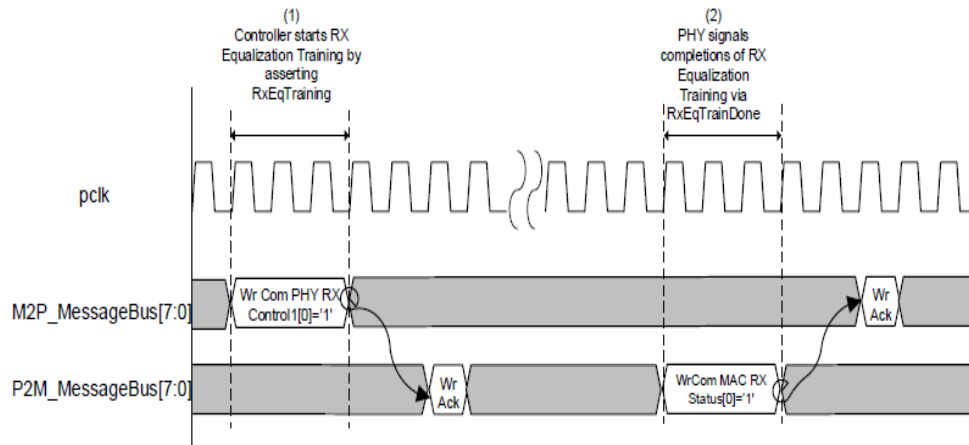 (1)
Controller starts RX
Equalization Training by
asserting
RxEqTraining
(2)
PHY signals
completions of RX
Equalization
Training via
RxEqTrainDone
pclk
M2P_MessageBus[7:0]
Wr Com PHY RX
Control1[0]='1'
Wr
Ack
P2M_MessageBus[7:0]
Wr
Ack
WrCom MAC RX
Status[0]='1'